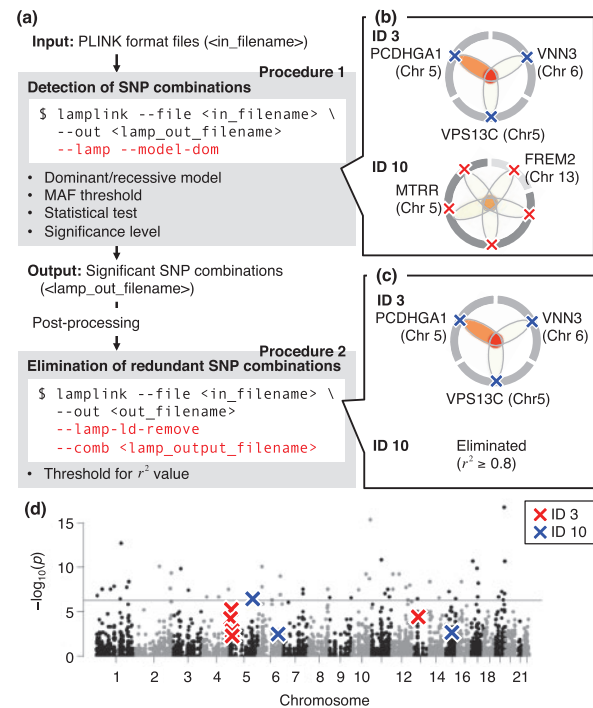 (a)
Input: PLINK format files (<in_filename>)
Procedure 1
Detection of SNP combinations
$ lamplink --file <in_filename> \
--out <lamp_out_filename>
--lamp --model-dom
• Dominant/recessive model
• MAF threshold
• Statistical test
• Significance level
Output: Significant SNP combinations
(<lamp_out_filename>)
Post-processing
Procedure 2
Elimination of redundant SNP combinations
$ lamplink --file <in_filename> \
--out <out_filename>
--lamp-ld-remove
--comb <lamp_output_filename>
• Threshold for r² value
(b)
ID 3
PCDHGA1
(Chr 5)
VNN3
(Chr 6)
VPS13C (Chr5)
ID 10
FREM2
(Chr 13)
MTRR
(Chr 5)
(c)
ID 3
PCDHGA1
(Chr 5)
VNN3
(Chr 6)
VPS13C (Chr5)
ID 10
Eliminated
(r² ≥ 0.8)
(d)
ID 3
ID 10
−log₁₀(p)
15
10
5
0
1 2 3 4 5 6 7 8 9 10 12 14 16 18 21
Chromosome